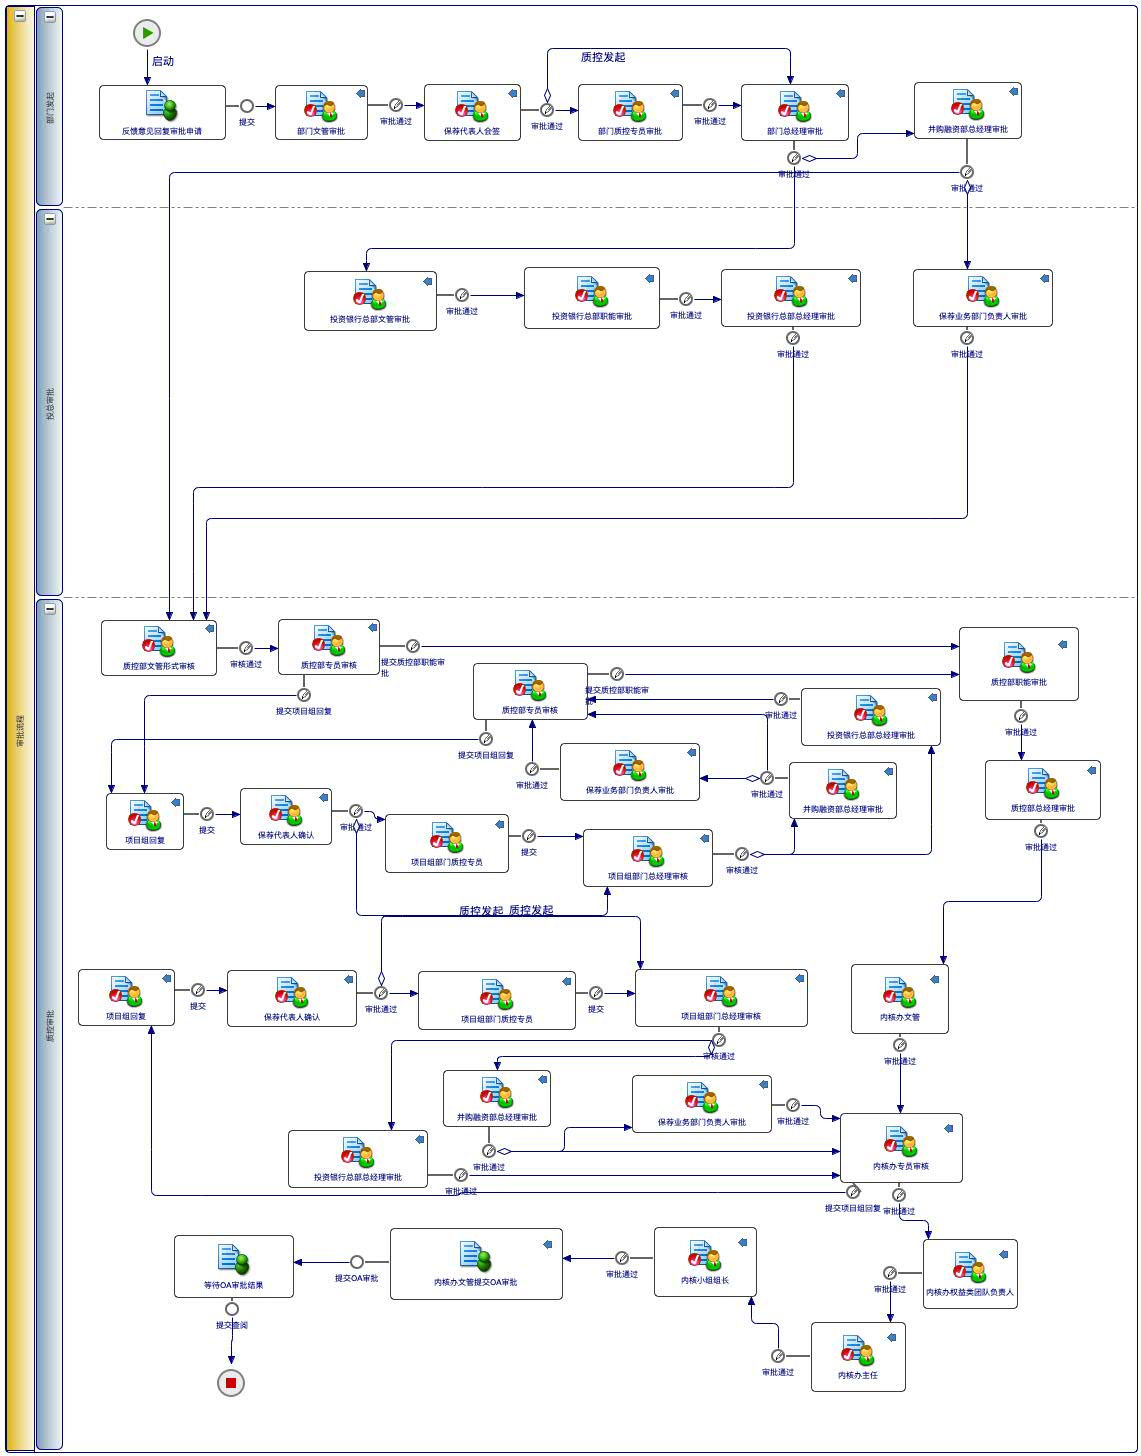 审批流程
部门发起
启动
质控发起
反馈意见回复审批申请
提交
部门文管审批
审批通过
保荐代表人会签
审批通过
部门质控专员审批
审批通过
部门总经理审批
审批通过
并购融资部总经理审批
审批通过
投总审批
投资银行总部文管审批
审批通过
投资银行总部职能审批
审批通过
投资银行总部总经理审批
审批通过
保荐业务部门负责人审批
审批通过
质控审批
质控部文管形式审核
审核通过
质控部专员审核
提交质控部职能审
批
提交项目组回复
质控部专员审核
提交质控部职能审
批
提交项目组回复
质控部职能审批
审批通过
投资银行总部总经理审批
审批通过
保荐业务部门负责人审批
审批通过
并购融资部总经理审批
审批通过
质控部总经理审批
审批通过
项目组回复
提交
保荐代表人确认
审批通过
项目组部门质控专员
提交
项目组部门总经理审核
审核通过
质控发起
质控发起
项目组回复
提交
保荐代表人确认
审批通过
项目组部门质控专员
提交
项目组部门总经理审核
审核通过
内核办文管
审批通过
并购融资部总经理审批
审批通过
保荐业务部门负责人审批
审批通过
投资银行总部总经理审批
审批通过
内核办专员审核
提交项目组回复
审批通过
等待OA审批结果
提交查阅
提交OA审批
内核办文管提交OA审批
审批通过
内核小组组长
审批通过
内核办权益类团队负责人
审批通过
内核办主任